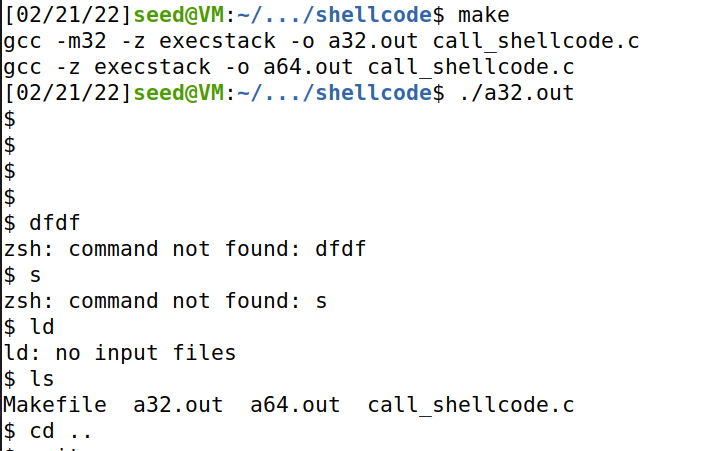 [02/21/22]seed@VM:~/.../shellcode$ make
gcc -m32 -z execstack -o a32.out call_shellcode.c
gcc -z execstack -o a64.out call_shellcode.c
[02/21/22]seed@VM:~/.../shellcode$ ./a32.out
$
$
$
$
$ dfdf
zsh: command not found: dfdf
$ s
zsh: command not found: s
$ ld
ld: no input files
$ ls
Makefile  a32.out  a64.out  call_shellcode.c
$ cd ..